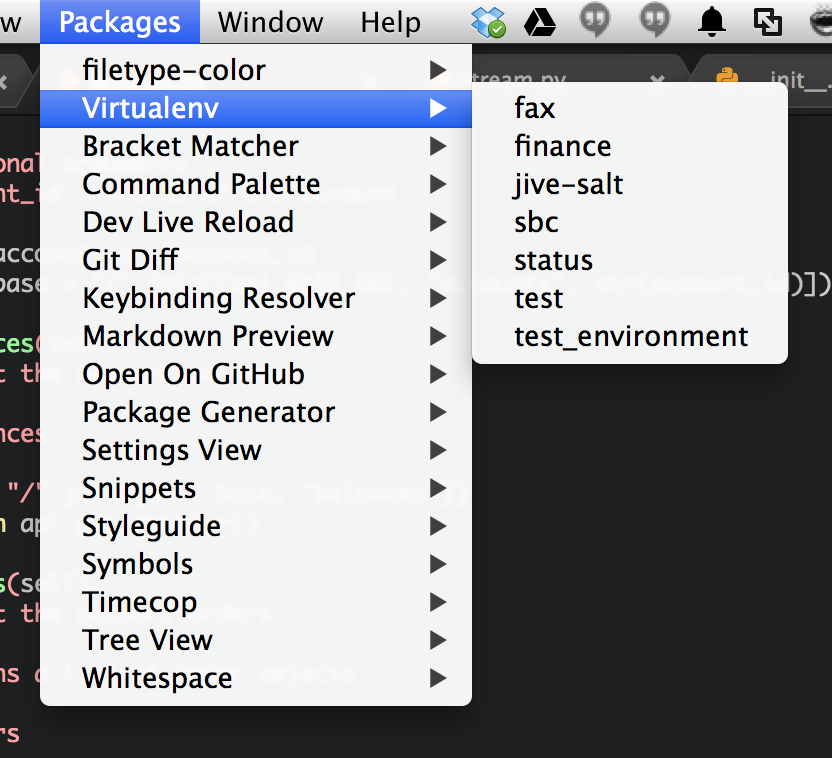 Packages Window Help
stream.py __init__.
filetype-color
Virtualenv
Bracket Matcher
Command Palette
Dev Live Reload
Git Diff
Keybinding Resolver
Markdown Preview
Open On GitHub
Package Generator
Settings View
Snippets
Styleguide
Symbols
Timecop
Tree View
Whitespace
fax
finance
jive-salt
sbc
status
test
test_environment